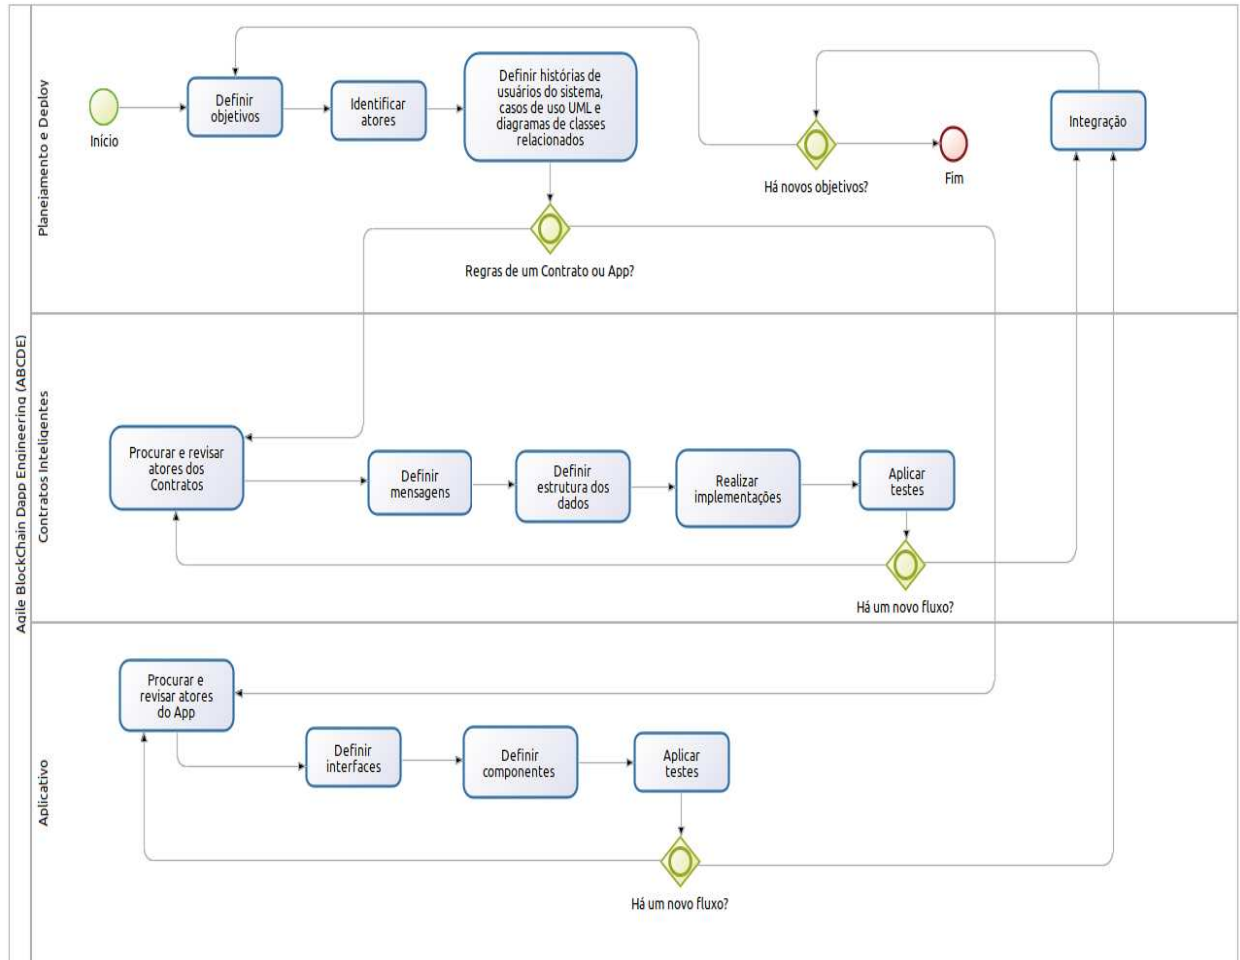 Agile BlockChain Dapp Engineering (ABCDE)
Planejamento e Deploy
Início
Definir
objetivos
Identificar
atores
Definir histórias de
usuários do sistema,
casos de uso UML e
diagramas de classes
relacionados
Regras de um Contrato ou App?
Há novos objetivos?
Fim
Integração
Contratos Inteligentes
Procurar e revisar
atores dos
Contratos
Definir
mensagens
Definir
estrutura dos
dados
Realizar
implementações
Aplicar
testes
Há um novo fluxo?
Aplicativo
Procurar e
revisar atores
do App
Definir
interfaces
Definir
componentes
Aplicar
testes
Há um novo fluxo?